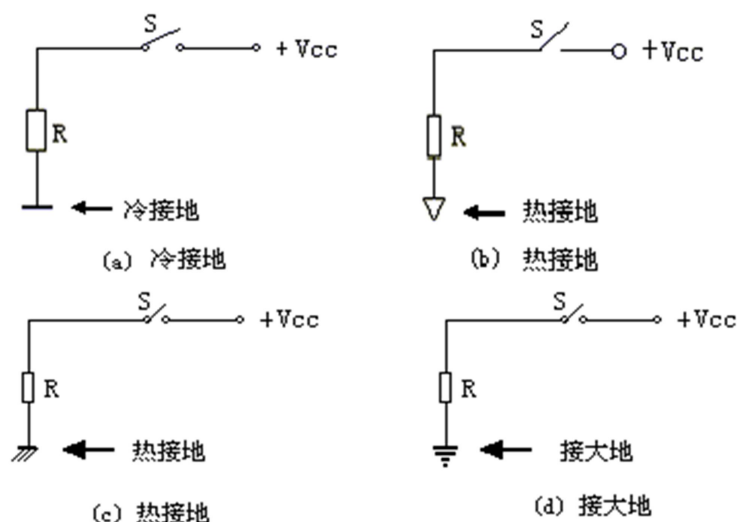 S
+Vcc
R
冷接地
(a) 冷接地
S
+Vcc
R
热接地
(b) 热接地
S
+Vcc
R
热接地
(c) 热接地
S
+Vcc
R
接大地
(d) 接大地